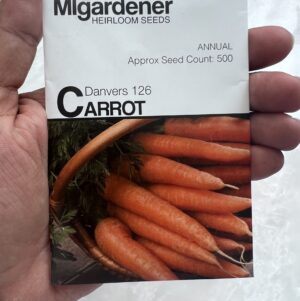 MIgardener
HEIRLOOM SEEDS
ANNUAL
Approx Seed Count: 500
Danvers 126
CARROT